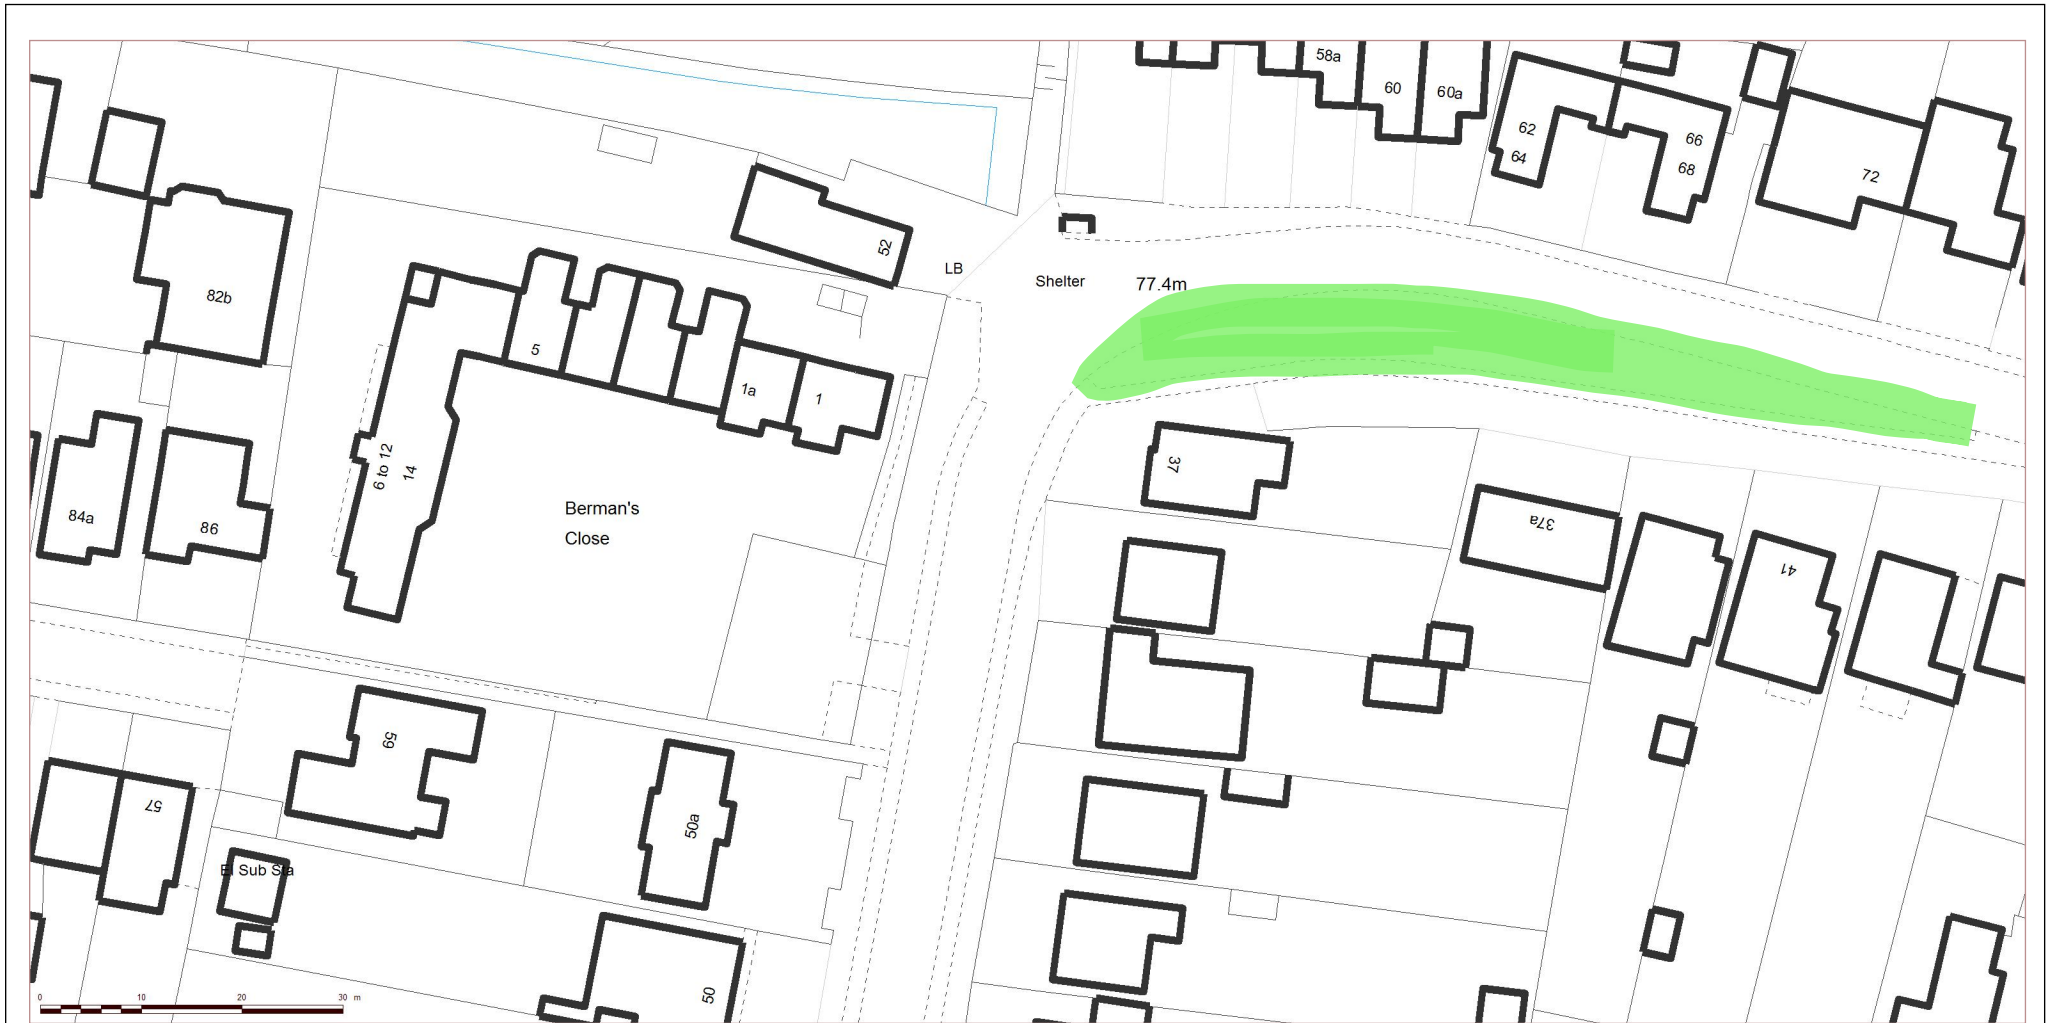 58a
60
60a
62
64
66
68
72
52
LB
Shelter
77.4m
82b
5
1a
1
6 to 12
14
84a
86
Berman's
Close
37
37a
41
59
57
50a
El Sub Sta
50
0 10 20 30 m